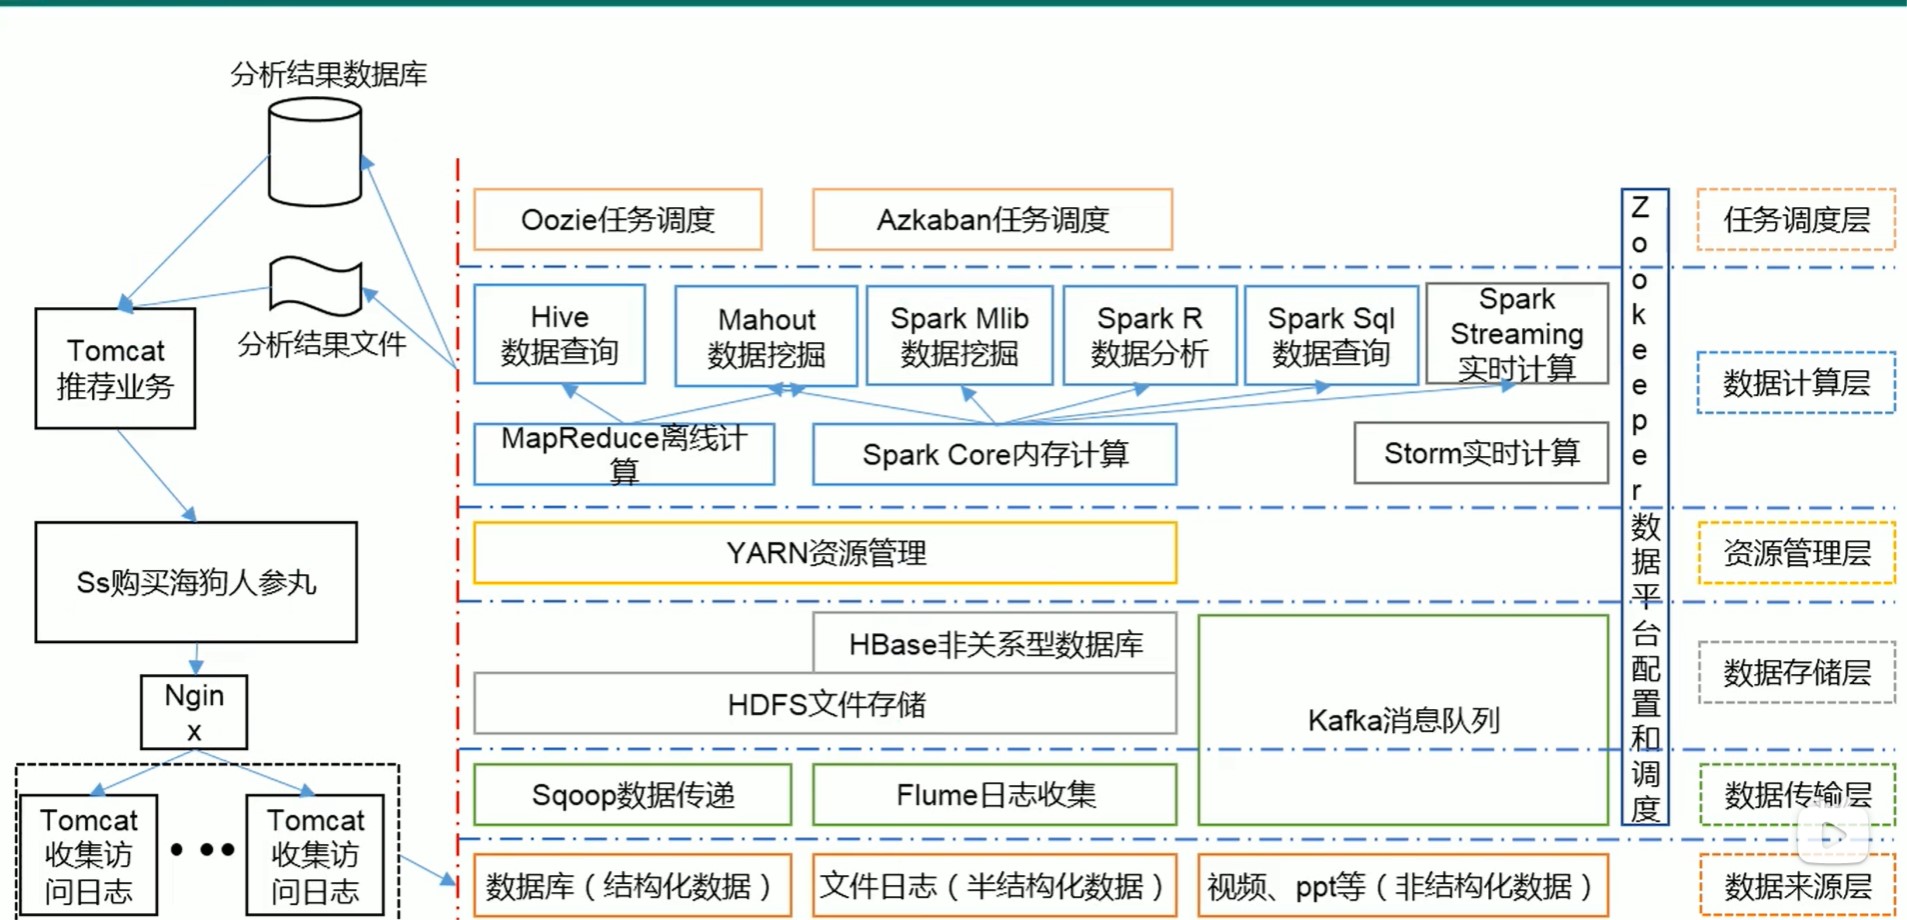 分析结果数据库
分析结果文件
Tomcat
推荐业务
Ss购买海狗人参丸
Ngin
x
Tomcat
收集访
问日志
Tomcat
收集访
问日志
Oozie任务调度
Azkaban任务调度
任务调度层
Hive
数据查询
Mahout
数据挖掘
Spark Mlib
数据挖掘
Spark R
数据分析
Spark Sql
数据查询
Spark
Streaming
实时计算
数据计算层
MapReduce离线计
算
Spark Core内存计算
Storm实时计算
YARN资源管理
资源管理层
HBase非关系型数据库
HDFS文件存储
Kafka消息队列
数据存储层
Sqoop数据传递
Flume日志收集
数据传输层
数据库（结构化数据）
文件日志（半结构化数据）
视频、ppt等（非结构化数据）
数据来源层
Zookeeper数据平台配置和调度